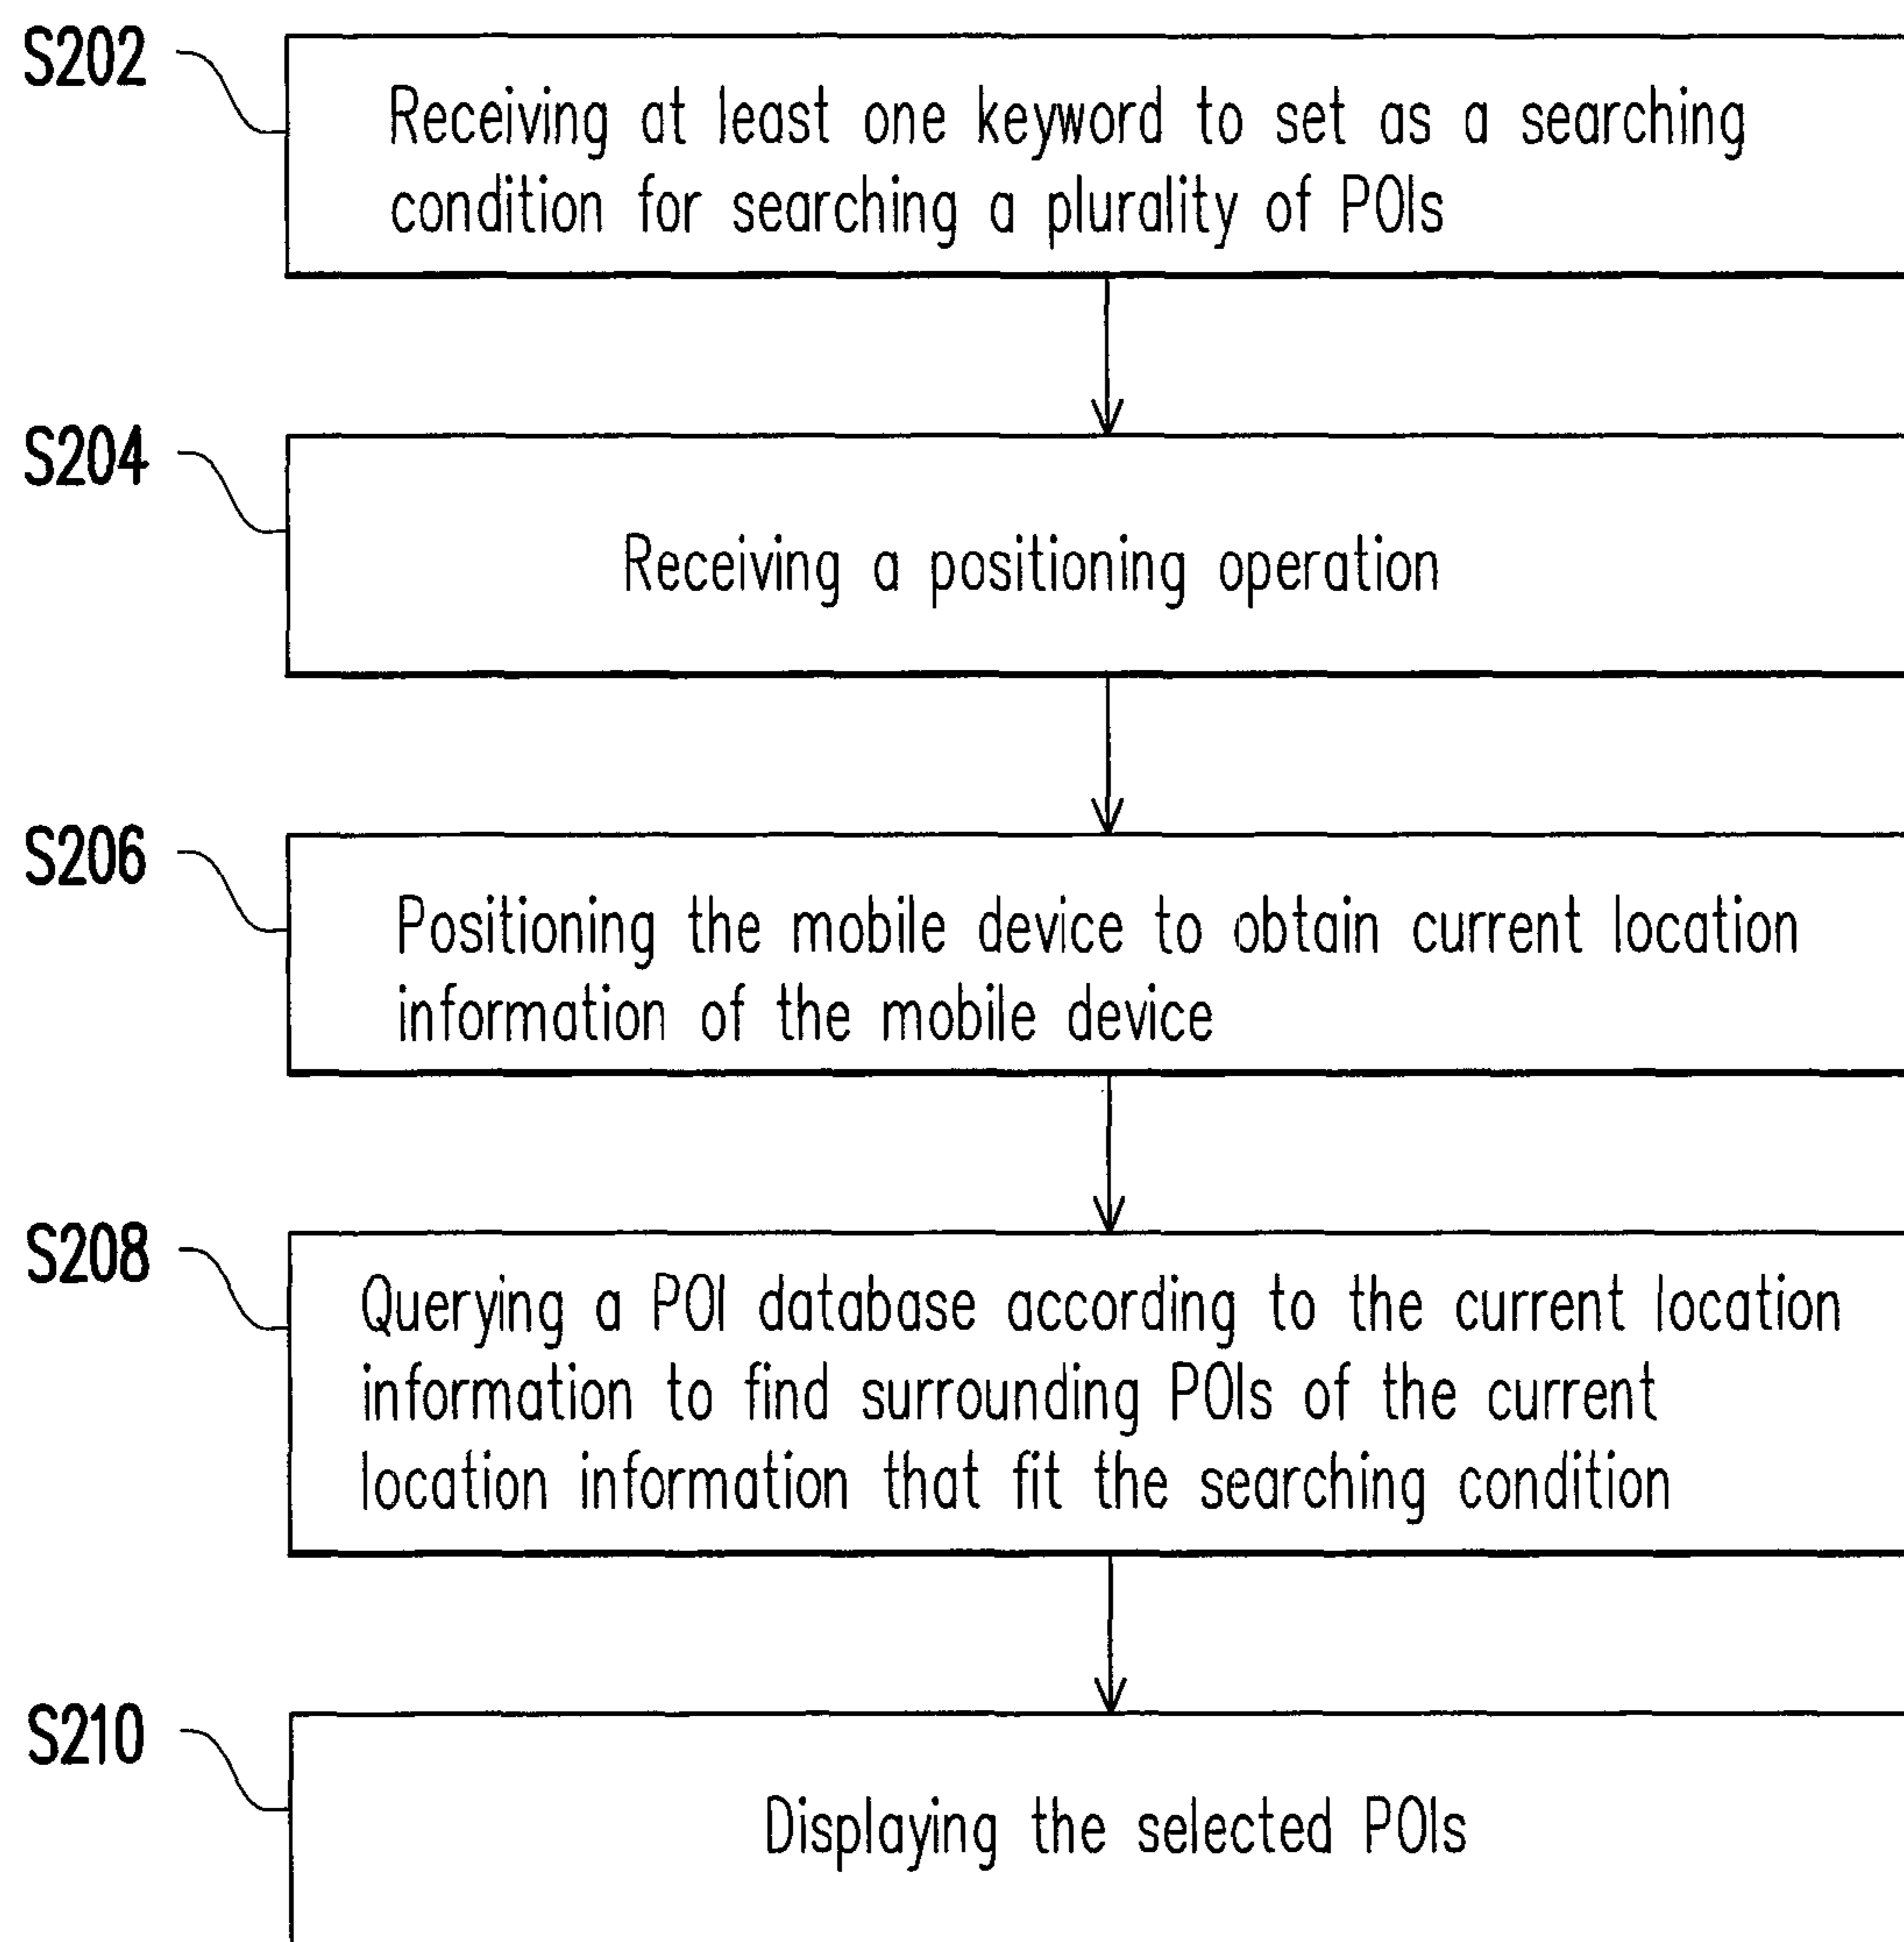 S202
Receiving at least one keyword to set as a searching
condition for searching a plurality of POIs
S204
Receiving a positioning operation
S206
Positioning the mobile device to obtain current location
information of the mobile device
S208
Querying a POI database according to the current location
information to find surrounding POIs of the current
location information that fit the searching condition
S210
Displaying the selected POIs